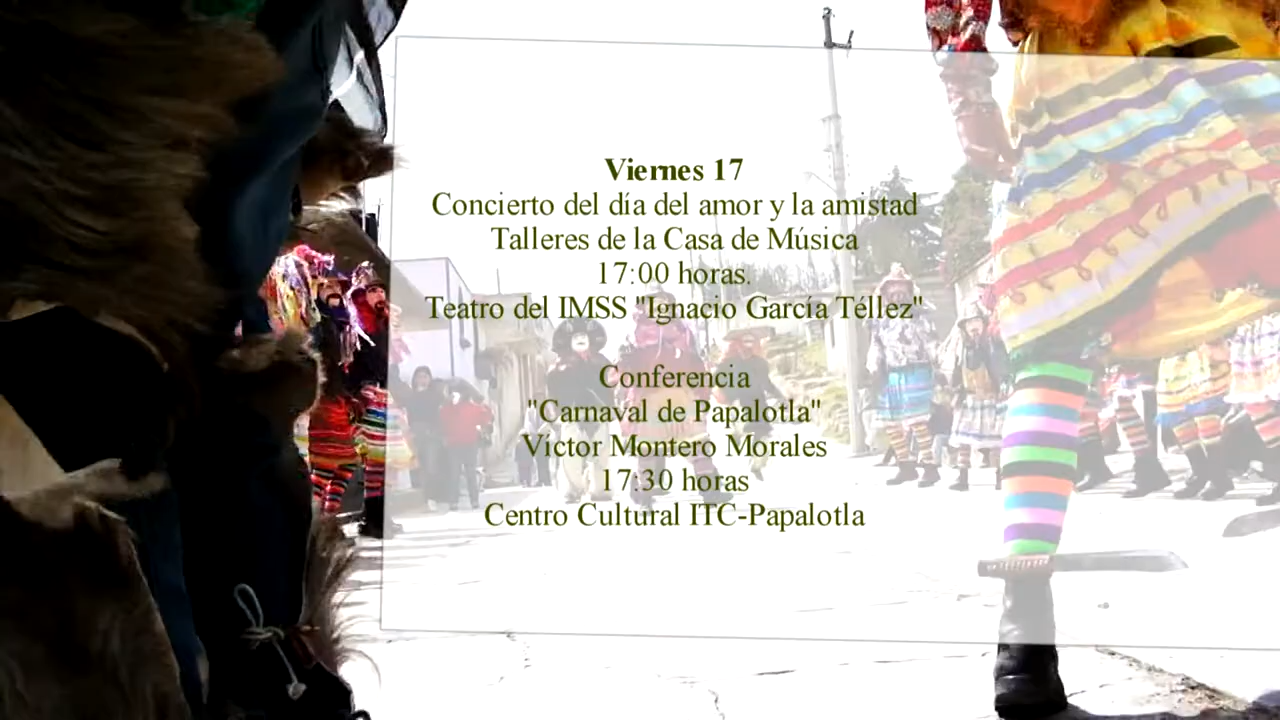 Viernes 17
Concierto del día del amor y la amistad
Talleres de la Casa de Música
17:00 horas.
Teatro del IMSS "Ignacio García Téllez"
Conferencia
"Carnaval de Papalotla"
Víctor Montero Morales
17:30 horas
Centro Cultural ITC-Papalotla